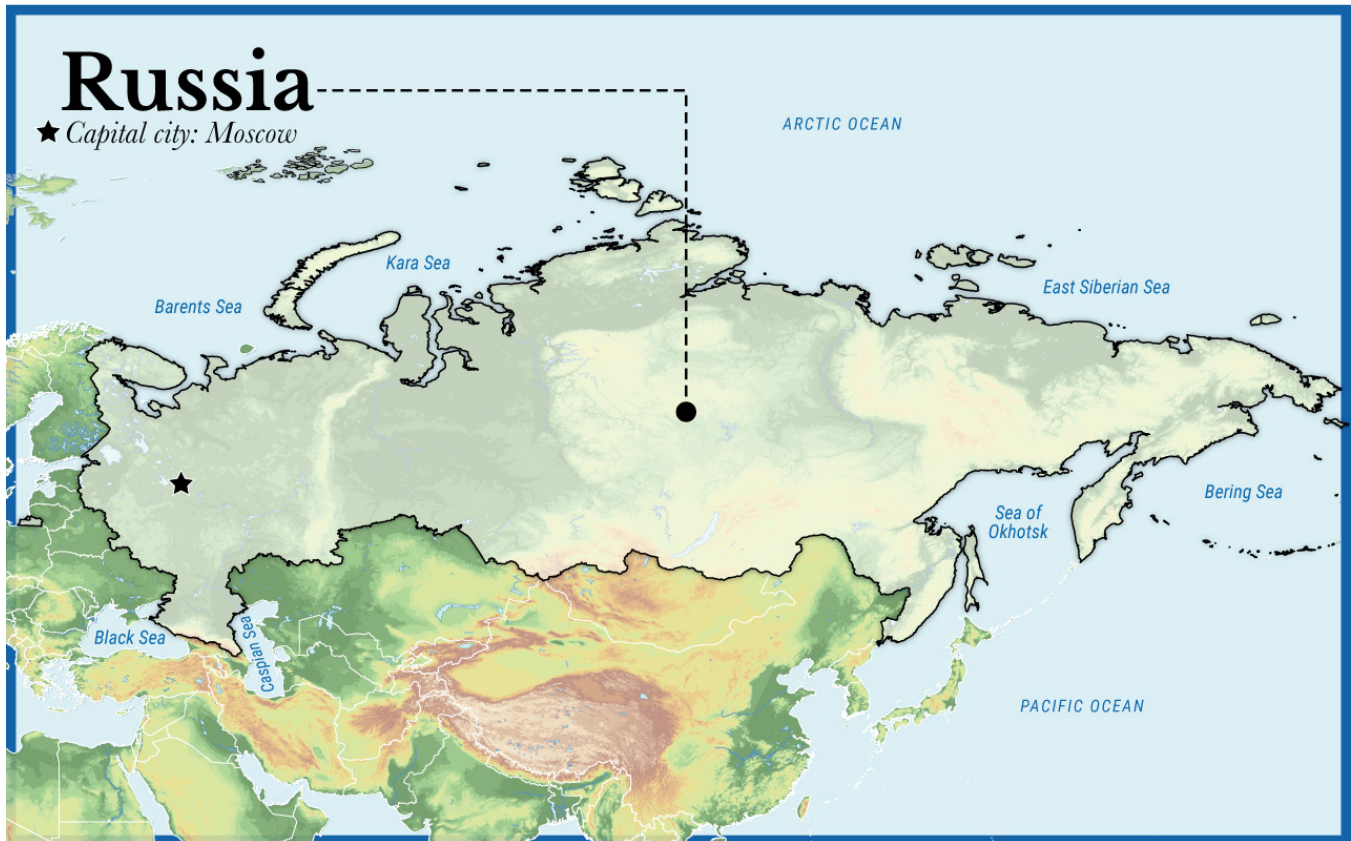 Russia
Capital city: Moscow
ARCTIC OCEAN
Kara Sea
Barents Sea
East Siberian Sea
Bering Sea
Sea of
Okhotsk
Black Sea
Caspian Sea
PACIFIC OCEAN